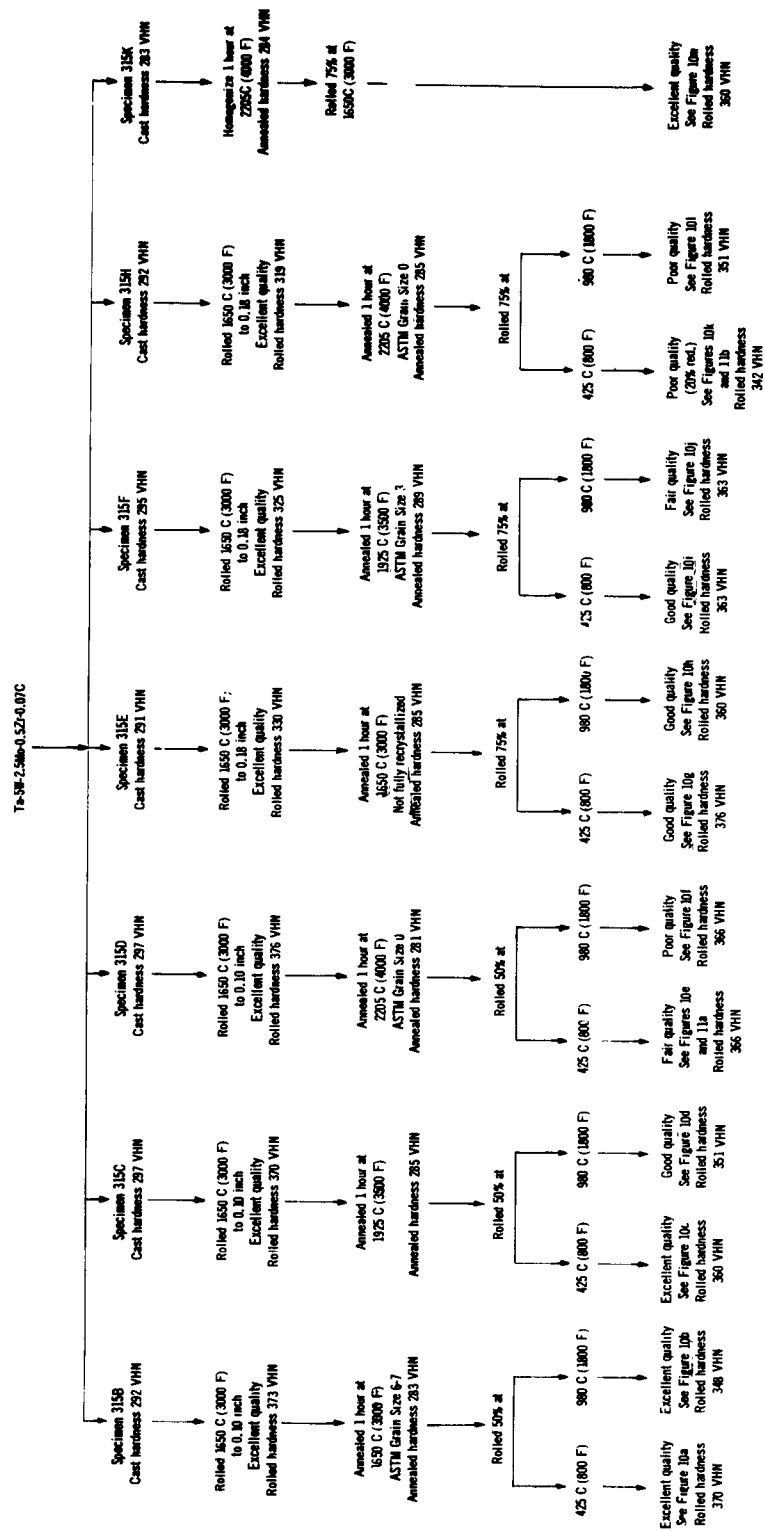 Ta-5W-2.5Mo-0.5Zr-0.07C
Specimen 315B
Cast hardness 292 VHN
Rolled 1650 C (3000 F)
to 0.10 inch
Excellent quality
Rolled hardness 373 VHN
Annealed 1 hour at
1650 C (3000 F)
ASTM Grain Size 6-7
Annealed hardness 283 VHN
Rolled 50% at
425 C (800 F)
Excellent quality
See Figure 10a
Rolled hardness
370 VHN
980 C (1800 F)
Excellent quality
See Figure 10b
Rolled hardness
348 VHN
Specimen 315C
Cast hardness 297 VHN
Rolled 1650 C (3000 F)
to 0.10 inch
Excellent quality
Rolled hardness 370 VHN
Annealed 1 hour at
1925 C (3500 F)
Annealed hardness 285 VHN
Rolled 50% at
425 C (800 F)
Excellent quality
See Figure 10c
Rolled hardness
360 VHN
980 C (1800 F)
Good quality
See Figure 10d
Rolled hardness
351 VHN
Specimen 315D
Cast hardness 297 VHN
Rolled 1650 C (3000 F)
to 0.10 inch
Excellent quality
Rolled hardness 376 VHN
Annealed 1 hour at
2205 C (4000 F)
ASTM Grain Size 0
Annealed hardness 281 VHN
Rolled 50% at
425 C (800 F)
Fair quality
See Figures 10e
and 11a
Rolled hardness
366 VHN
980 C (1800 F)
Poor quality
See Figure 10f
Rolled hardness
366 VHN
Specimen 315E
Cast hardness 291 VHN
Rolled 1650 C (3000 F;
to 0.18 inch
Excellent quality
Rolled hardness 330 VHN
Annealed 1 hour at
1650 C (3000 F)
Not fully recrystallized
Annealed hardness 285 VHN
Rolled 75% at
425 C (800 F)
Good quality
See Figure 10g
Rolled hardness
376 VHN
980 C (1800 F)
Good quality
See Figure 10h
Rolled hardness
360 VHN
Specimen 315F
Cast hardness 295 VHN
Rolled 1650 C (3000 F)
to 0.18 inch
Excellent quality
Rolled hardness 325 VHN
Annealed 1 hour at
1925 C (3500 F)
ASTM Grain Size 3
Annealed hardness 289 VHN
Rolled 75% at
425 C (800 F)
Good quality
See Figure 10i
Rolled hardness
363 VHN
980 C (1800 F)
Fair quality
See Figure 10j
Rolled hardness
363 VHN
Specimen 315H
Cast hardness 292 VHN
Rolled 1650 C (3000 F)
to 0.18 inch
Excellent quality
Rolled hardness 319 VHN
Annealed 1 hour at
2205 C (4000 F)
ASTM Grain Size 0
Annealed hardness 285 VHN
Rolled 75% at
425 C (800 F)
Poor quality
(20% red.)
See Figures 10k
and 11b
Rolled hardness
342 VHN
980 C (1800 F)
Poor quality
See Figure 10l
Rolled hardness
351 VHN
Specimen 315K
Cast hardness 283 VHN
Homogenize 1 hour at
2205C (4000 F)
Annealed hardness 284 VHN
Rolled 75% at
1650C (3000 F)
Excellent quality
See Figure 10m
Rolled hardness
360 VHN